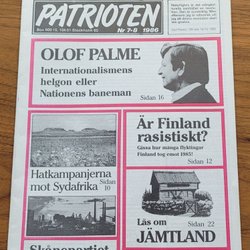 PATRIOTEN
Nr 7-8 1986
OLOF PALME
Internationalismens
helgon eller
Nationens baneman
Sidan 16
Hatkampanjerna
mot Sydafrika
Sidan
10
Är Finland
rasistiskt?
Gissa hur många flyktingar
Finland tog emot 1985!
Sidan 12
Sidan 22
Läs om
JÄMTLAND
Skånepartiet